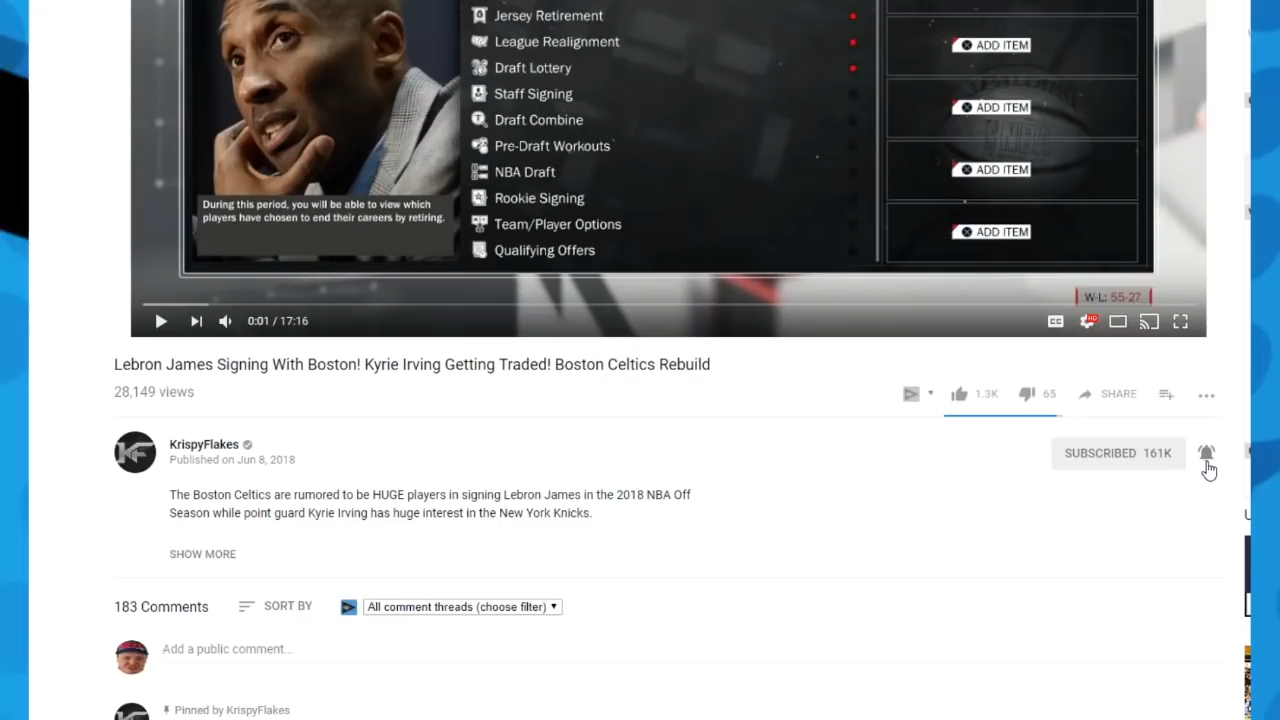 Jersey Retirement
League Realignment
Draft Lottery
Staff Signing
Draft Combine
Pre-Draft Workouts
NBA Draft
Rookie Signing
Team/Player Options
Qualifying Offers
ADD ITEM
ADD ITEM
ADD ITEM
ADD ITEM
SPALDING
NBA
During this period, you will be able to view which
players have chosen to end their careers by retiring.
W-L: 55-27
0:01 / 17:16
CC
HD
Lebron James Signing With Boston! Kyrie Irving Getting Traded! Boston Celtics Rebuild
28,149 views
1.3K
65
SHARE
KF
KrispyFlakes
Published on Jun 8, 2018
SUBSCRIBED 161K
The Boston Celtics are rumored to be HUGE players in signing Lebron James in the 2018 NBA Off
Season while point guard Kyrie Irving has huge interest in the New York Knicks.
SHOW MORE
183 Comments
SORT BY
All comment threads (choose filter)
Add a public comment...
Pinned by KrispyFlakes